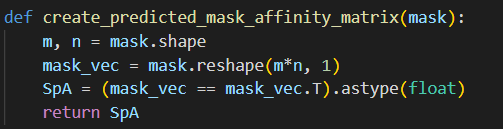 def create_predicted_mask_affinity_matrix(mask):
    m, n = mask.shape
    mask_vec = mask.reshape(m*n, 1)
    SpA = (mask_vec == mask_vec.T).astype(float)
    return SpA